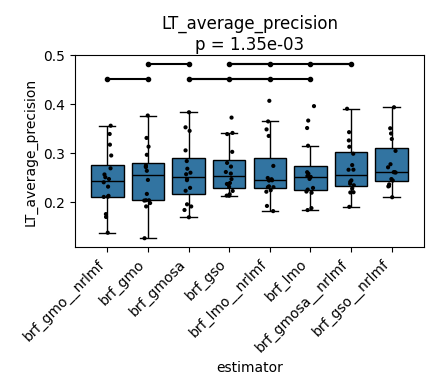 LT_average_precision
p = 1.35e-03
LT_average_precision
0.5
0.4
0.3
0.2
brf_gmo__nrlmf
brf_gmo
brf_gmosa
brf_gso
brf_lmo__nrlmf
brf_lmo
brf_gmosa__nrlmf
brf_gso__nrlmf
estimator